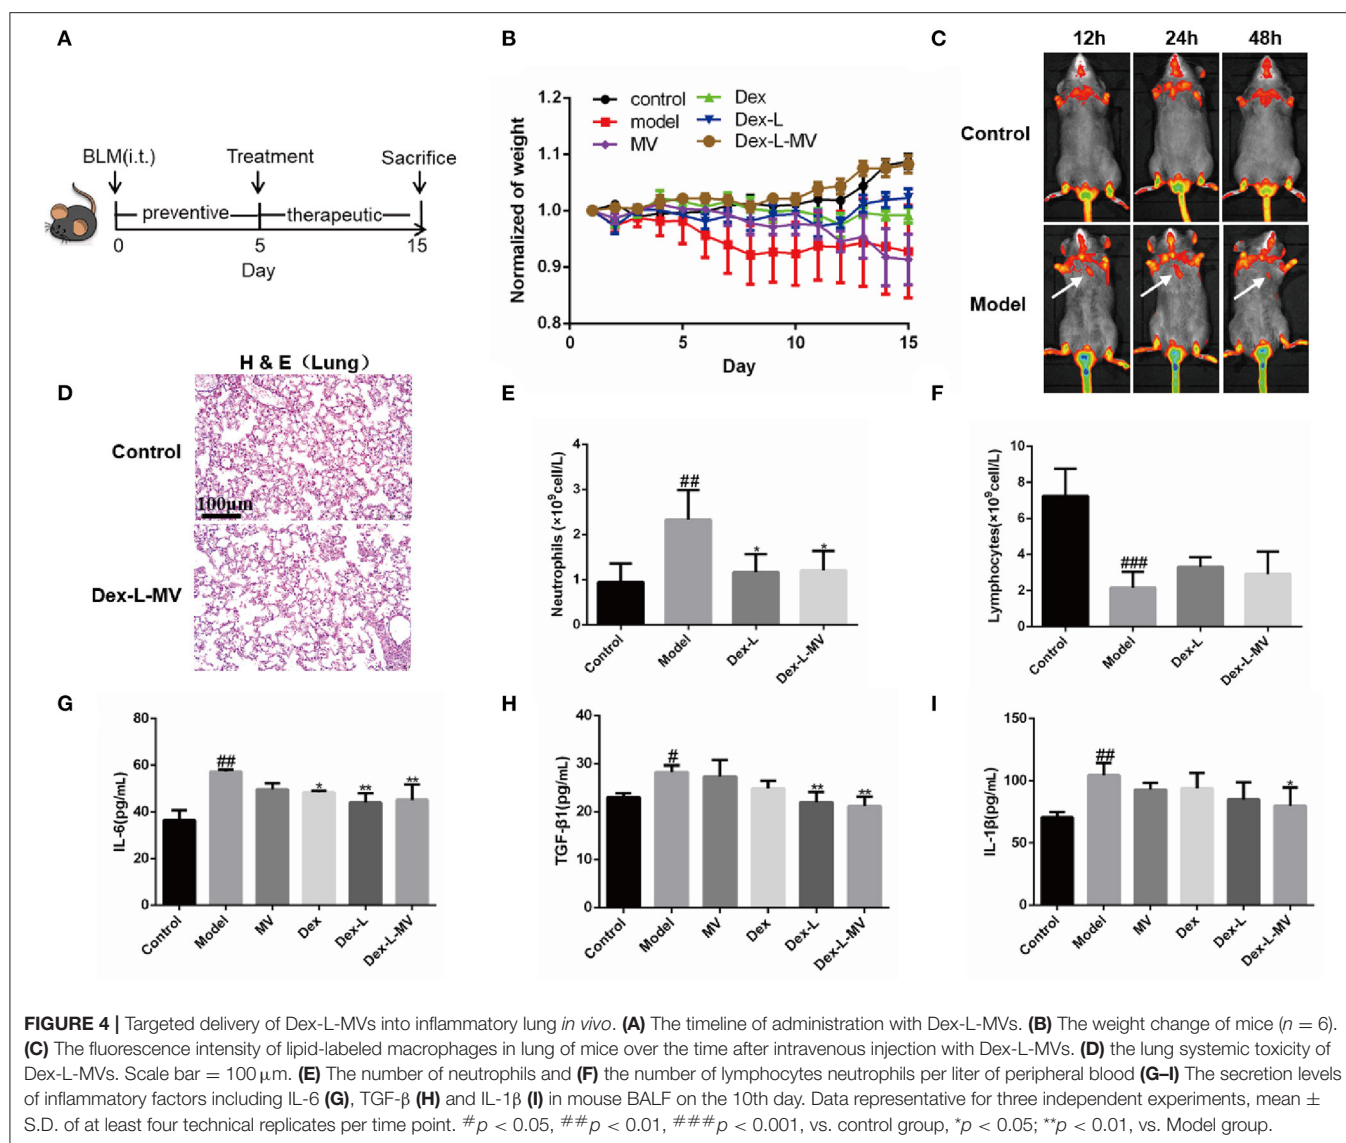 A
BLM(i.t.)
Treatment
Sacrifice
preventive
therapeutic
0
5
15
Day
B
Normalized of weight
1.2
1.1
1.0
0.9
0.8
control
model
MV
Dex
Dex-L
Dex-L-MV
0
5
10
15
Day
C
12h
24h
48h
Control
Model
D
H & E（Lung）
Control
100μm
Dex-L-MV
E
Neutrophils (×10⁹cell/L)
4
3
2
1
0
##
*
*
Control
Model
Dex-L
Dex-L-MV
F
Lymphocytes(×10⁹cell/L)
10
8
6
4
2
0
###
Control
Model
Dex-L
Dex-L-MV
G
IL-6(pg/mL)
80
60
40
20
0
##
*
**
**
Control
Model
MV
Dex
Dex-L
Dex-L-MV
H
TGF-β1(pg/mL)
40
30
20
10
0
#
**
**
Control
Model
MV
Dex
Dex-L
Dex-L-MV
I
IL-1β(pg/mL)
150
100
50
0
##
*
Control
Model
MV
Dex
Dex-L
Dex-L-MV
FIGURE 4 | Targeted delivery of Dex-L-MVs into inflammatory lung in vivo. (A) The timeline of administration with Dex-L-MVs. (B) The weight change of mice (n = 6).
(C) The fluorescence intensity of lipid-labeled macrophages in lung of mice over the time after intravenous injection with Dex-L-MVs. (D) the lung systemic toxicity of
Dex-L-MVs. Scale bar = 100 μm. (E) The number of neutrophils and (F) the number of lymphocytes neutrophils per liter of peripheral blood (G–I) The secretion levels
of inflammatory factors including IL-6 (G), TGF-β (H) and IL-1β (I) in mouse BALF on the 10th day. Data representative for three independent experiments, mean ±
S.D. of at least four technical replicates per time point. #p < 0.05, ##p < 0.01, ###p < 0.001, vs. control group, *p < 0.05; **p < 0.01, vs. Model group.